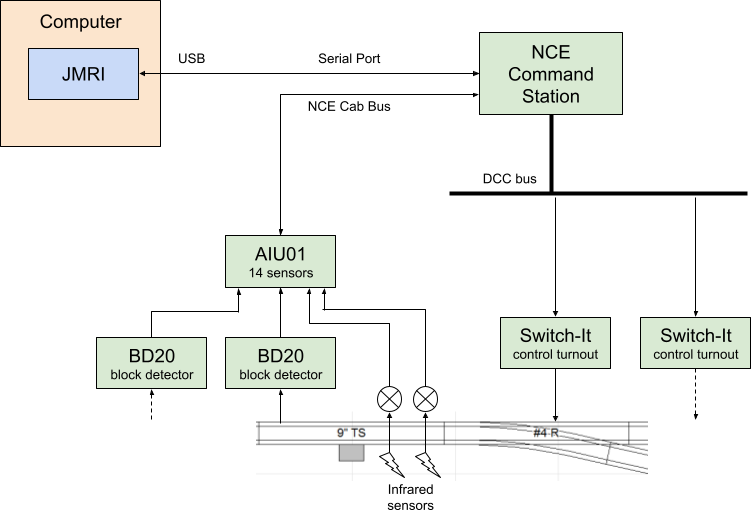 Computer
JMRI
USB
Serial Port
NCE
Command
Station
NCE Cab Bus
DCC bus
AIU01
14 sensors
BD20
block detector
BD20
block detector
Switch-It
control turnout
Switch-It
control turnout
9" TS
#4 R
Infrared
sensors